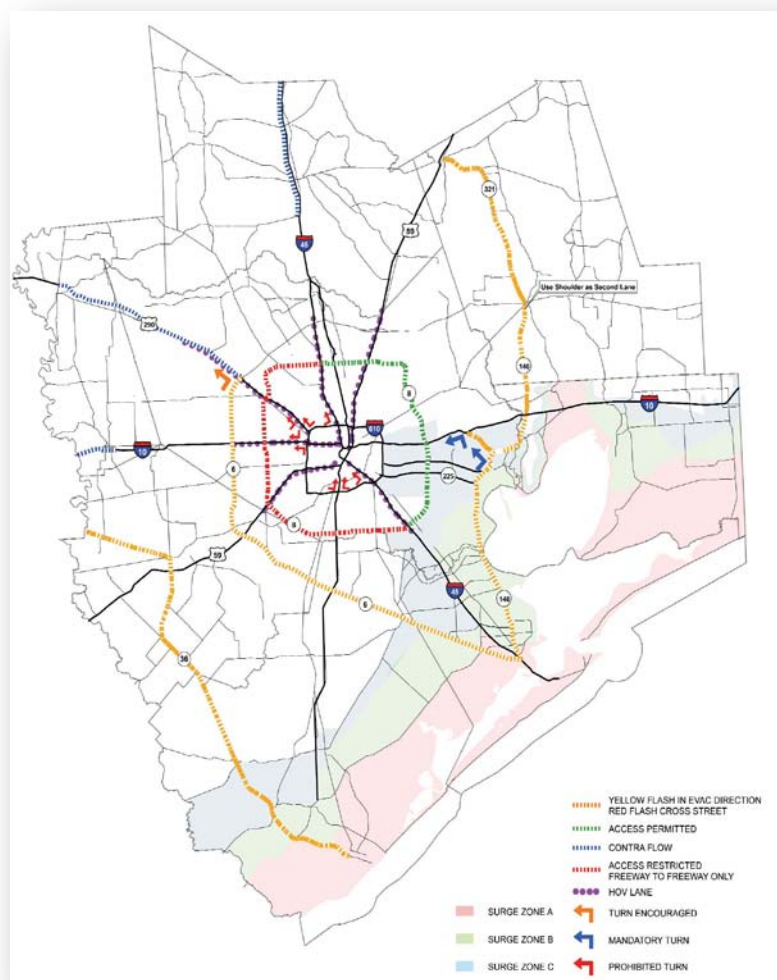 321
45
59
Use Shoulder as Second Lane
290
146
8
610
10
10
6
225
8
59
45
146
6
36
YELLOW FLASH IN EVAC DIRECTION
RED FLASH CROSS STREET
ACCESS PERMITTED
CONTRA FLOW
ACCESS RESTRICTED
FREEWAY TO FREEWAY ONLY
HOV LANE
SURGE ZONE A
TURN ENCOURAGED
SURGE ZONE B
MANDATORY TURN
SURGE ZONE C
PROHIBITED TURN